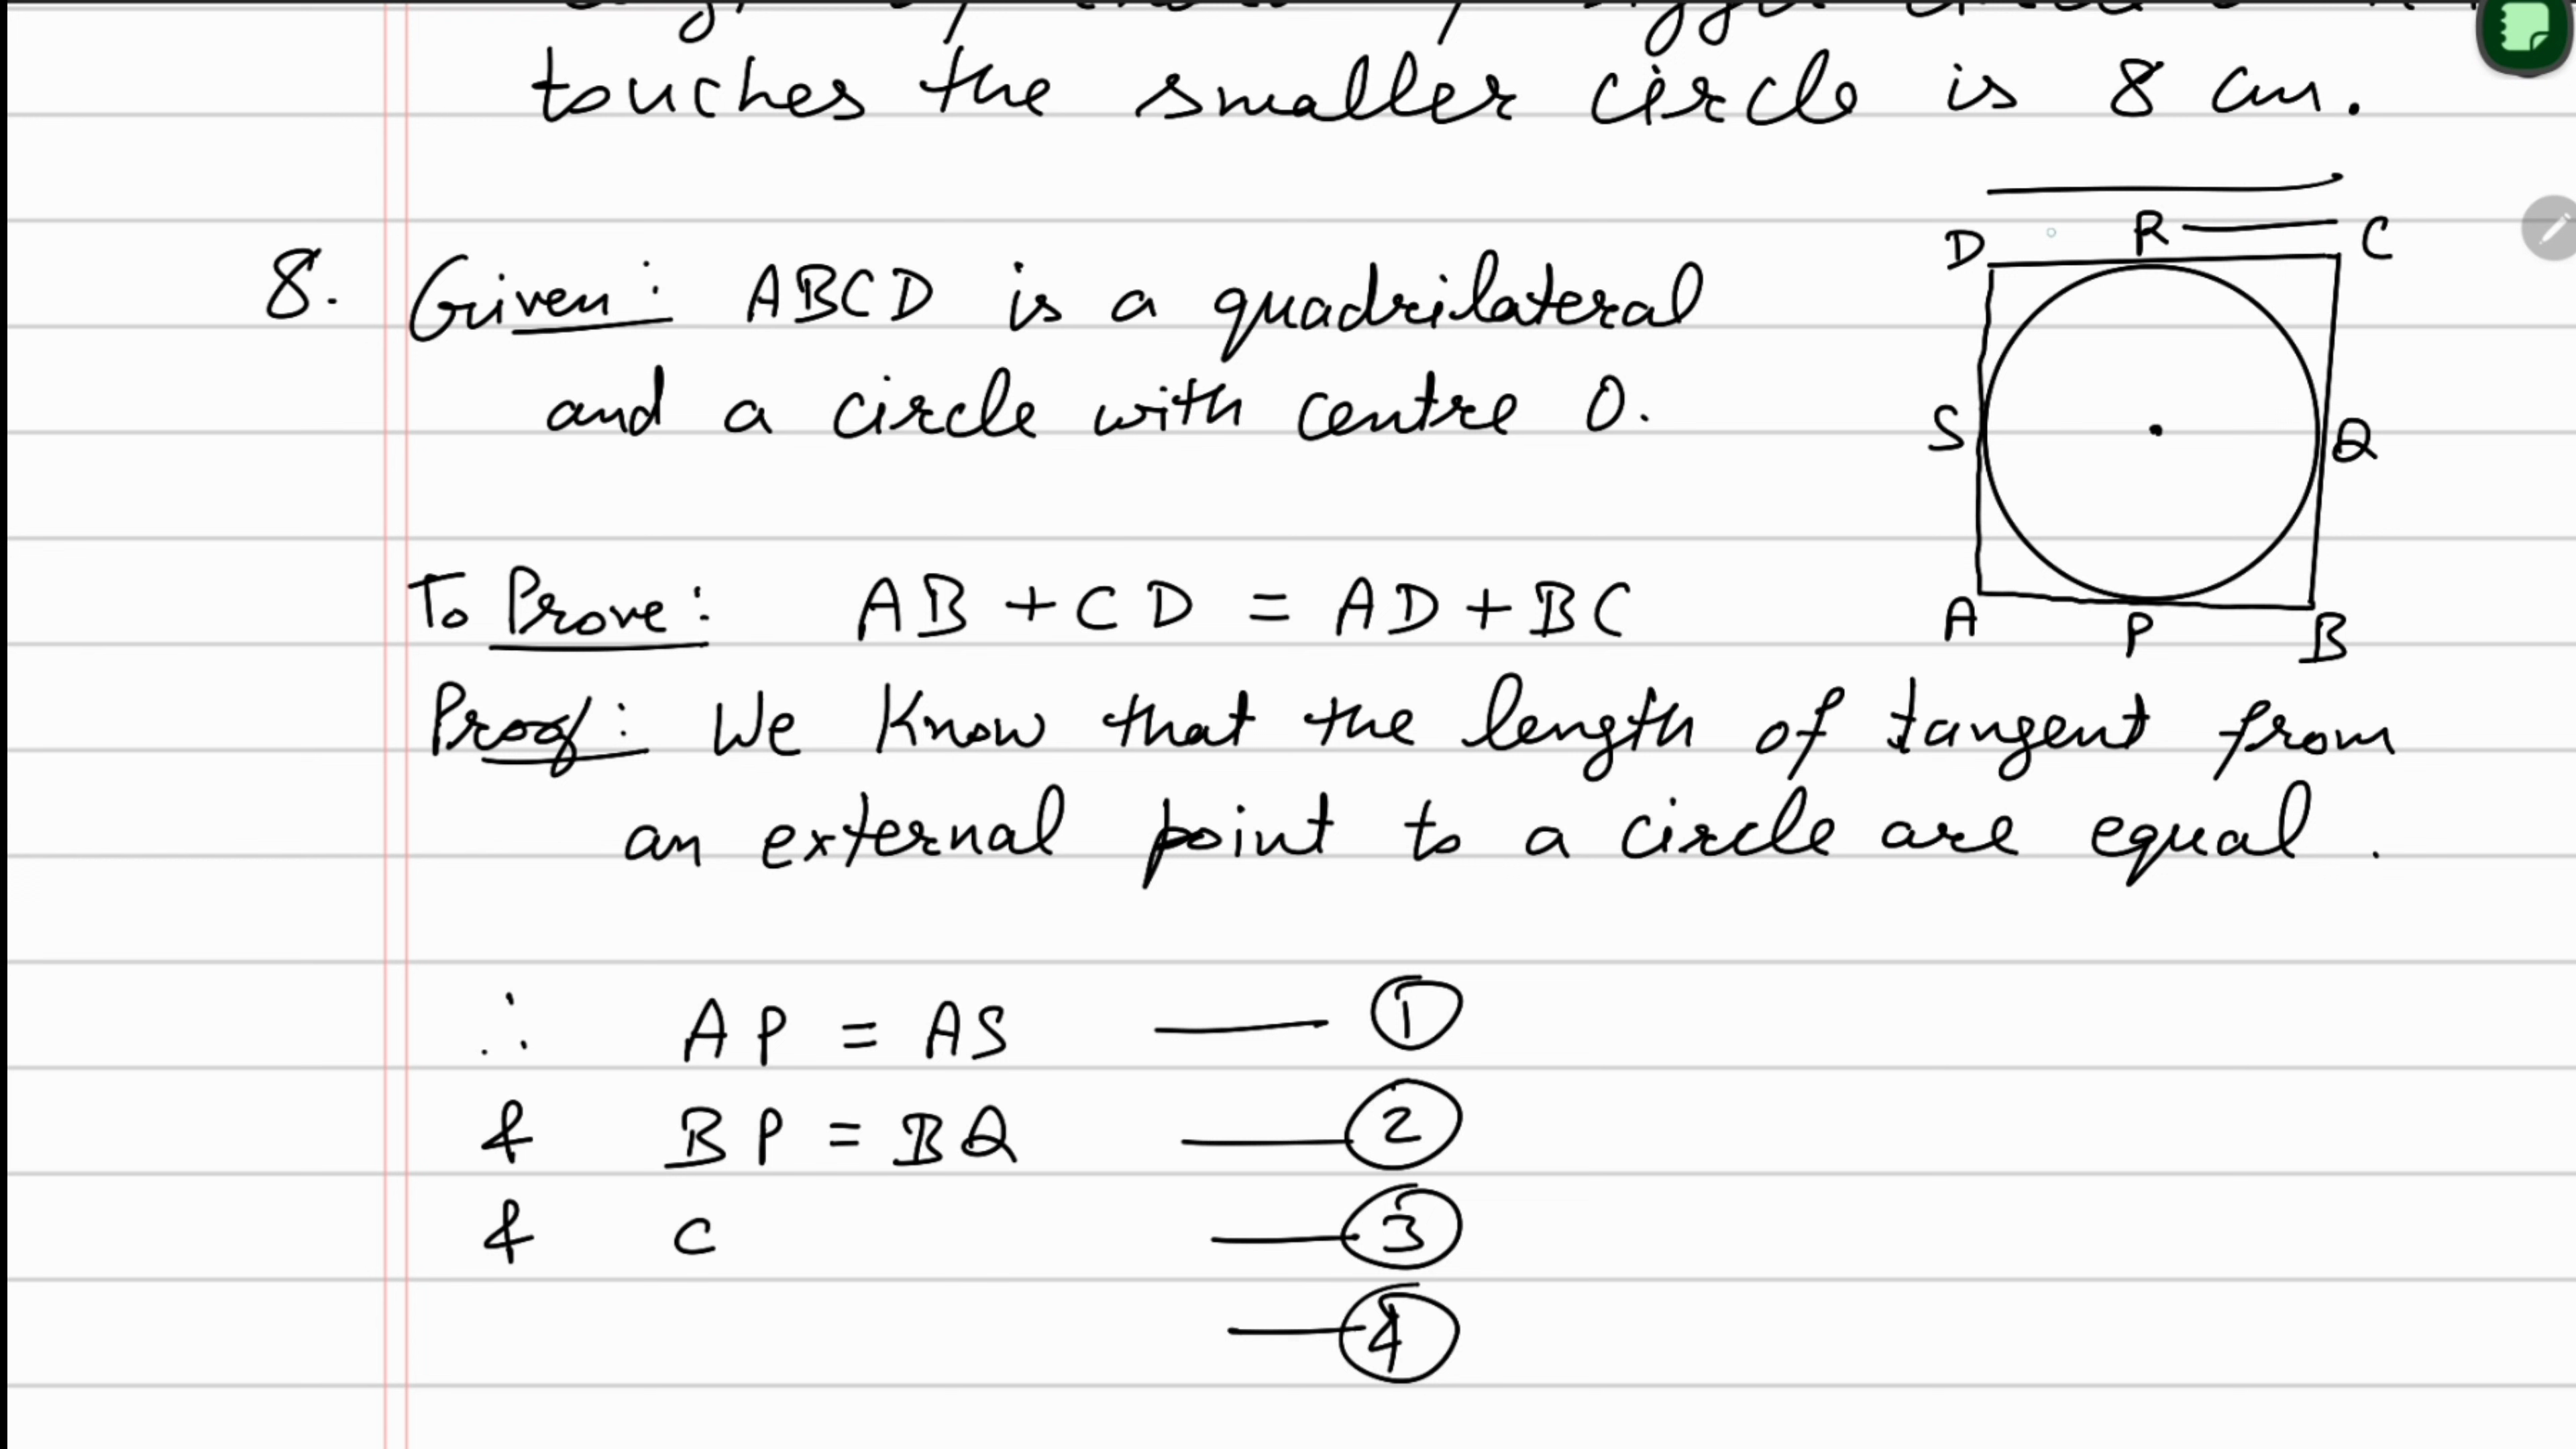 touches the smaller circle is 8 cm.
8. Given: ABCD is a quadrilateral
and a circle with centre O.
D R C
S Q
A P B
To Prove: AB + CD = AD + BC
Proof: We Know that the length of tangent from
an external point to a circle are equal.
∴ AP = AS — ①
& BP = BQ — ②
& C — ③
— ④